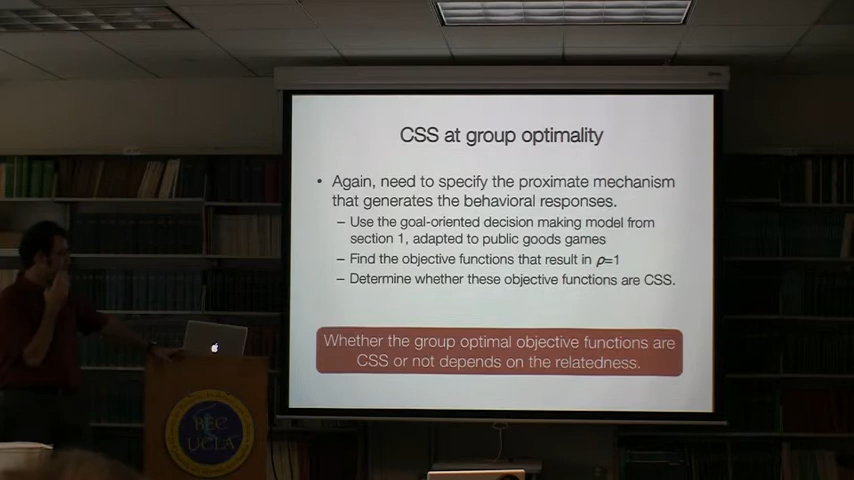 CSS at group optimality
• Again, need to specify the proximate mechanism
that generates the behavioral responses.
– Use the goal-oriented decision making model from
section 1, adapted to public goods games
– Find the objective functions that result in ρ=1
– Determine whether these objective functions are CSS.
Whether the group optimal objective functions are
CSS or not depends on the relatedness.
BEC
UCLA